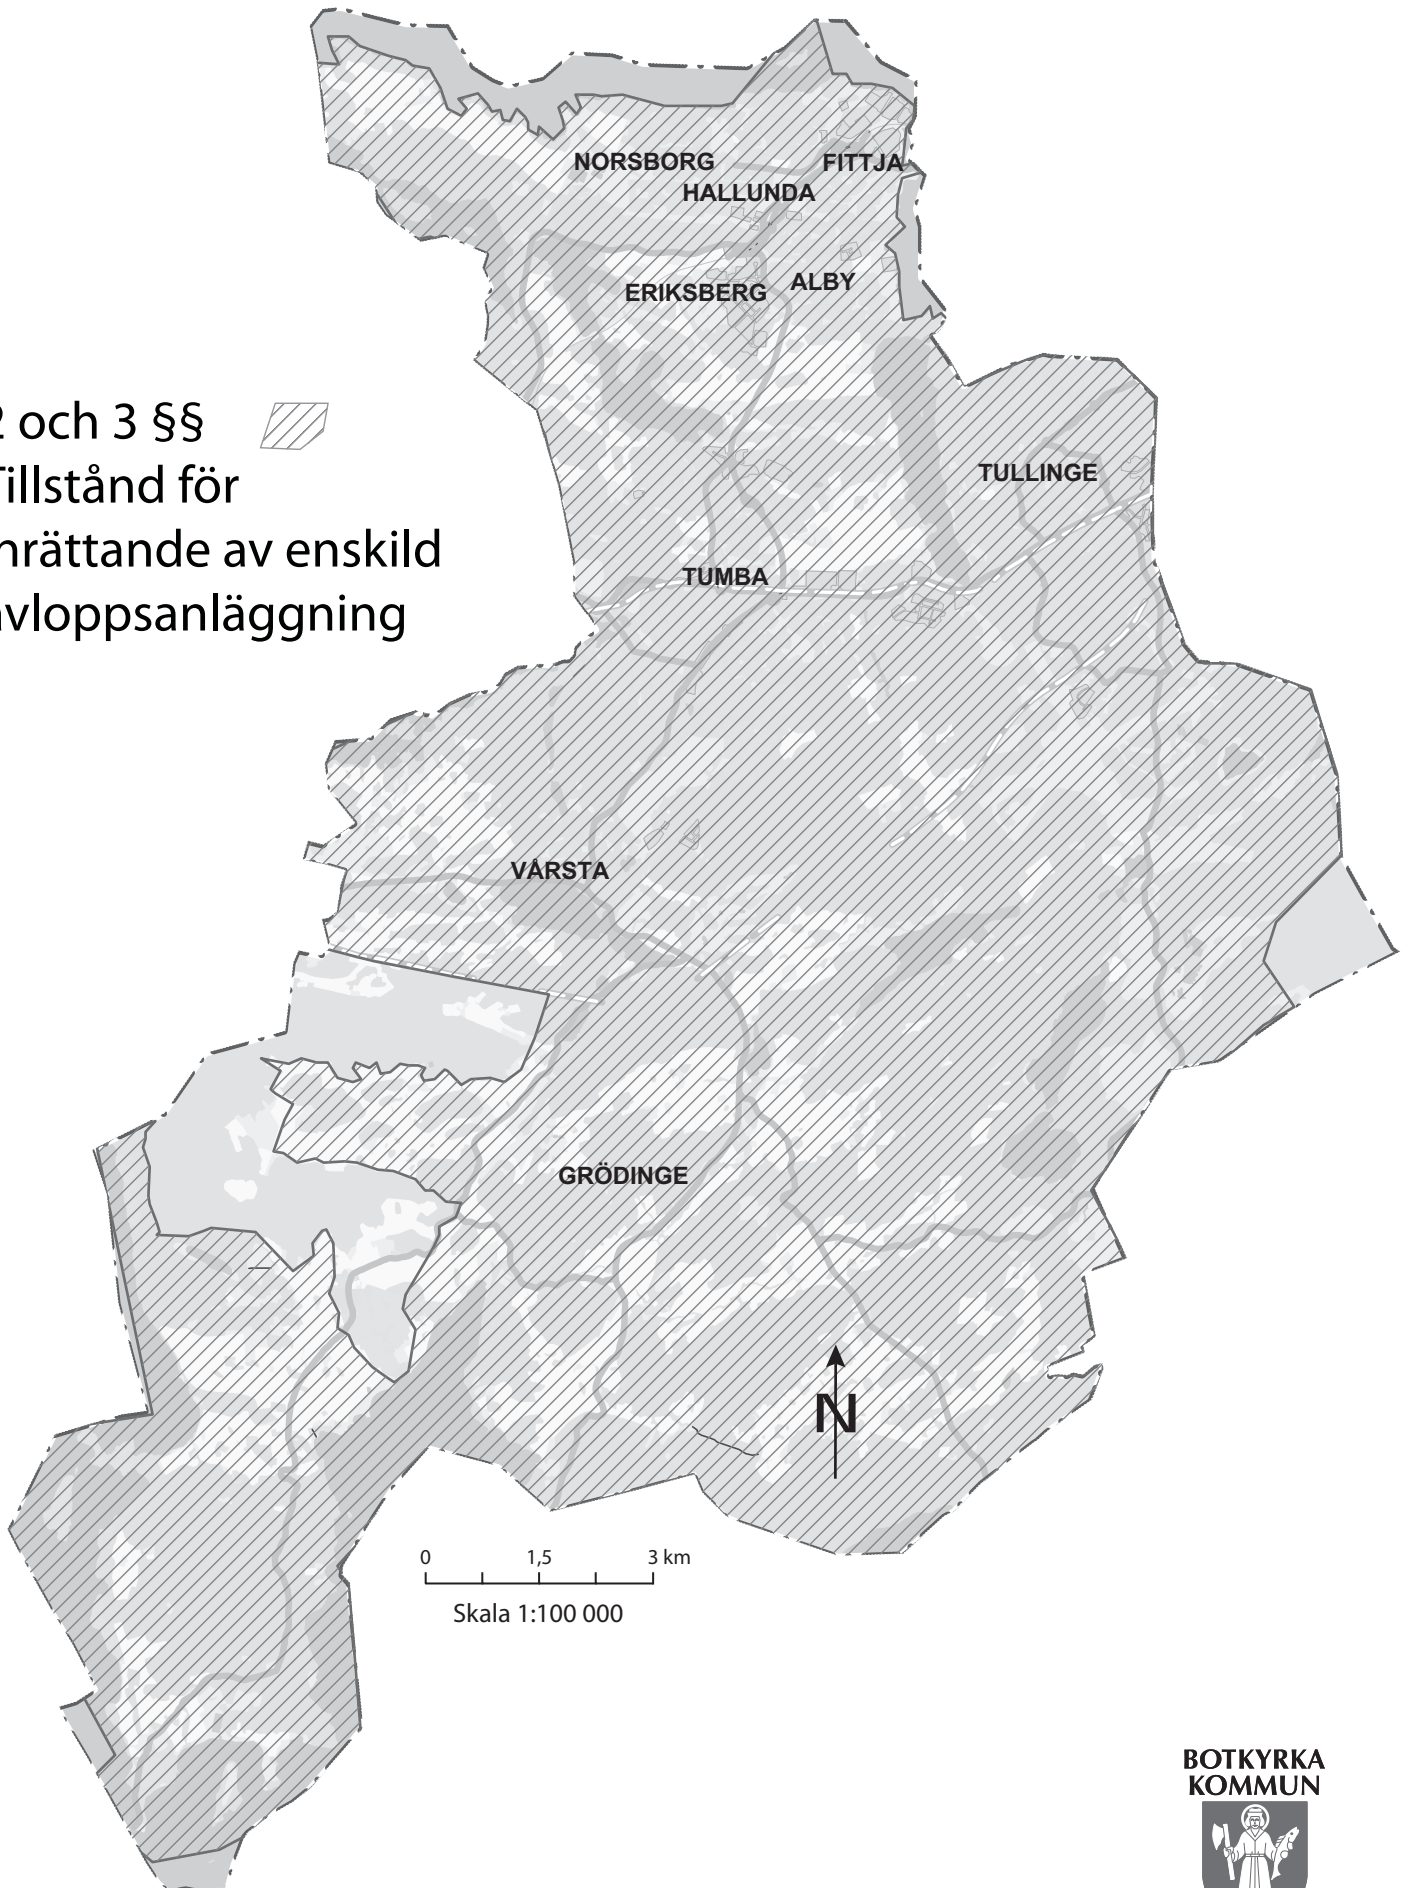 NORSBORG
FITTJA
HALLUNDA
ALBY
ERIKSBERG
2 och 3 §§
Tillstånd för
nrättande av enskild
avloppsanläggning
TULLINGE
TUMBA
VÅRSTA
GRÖDINGE
N
0 1,5 3 km
Skala 1:100 000
BOTKYRKA
KOMMUN